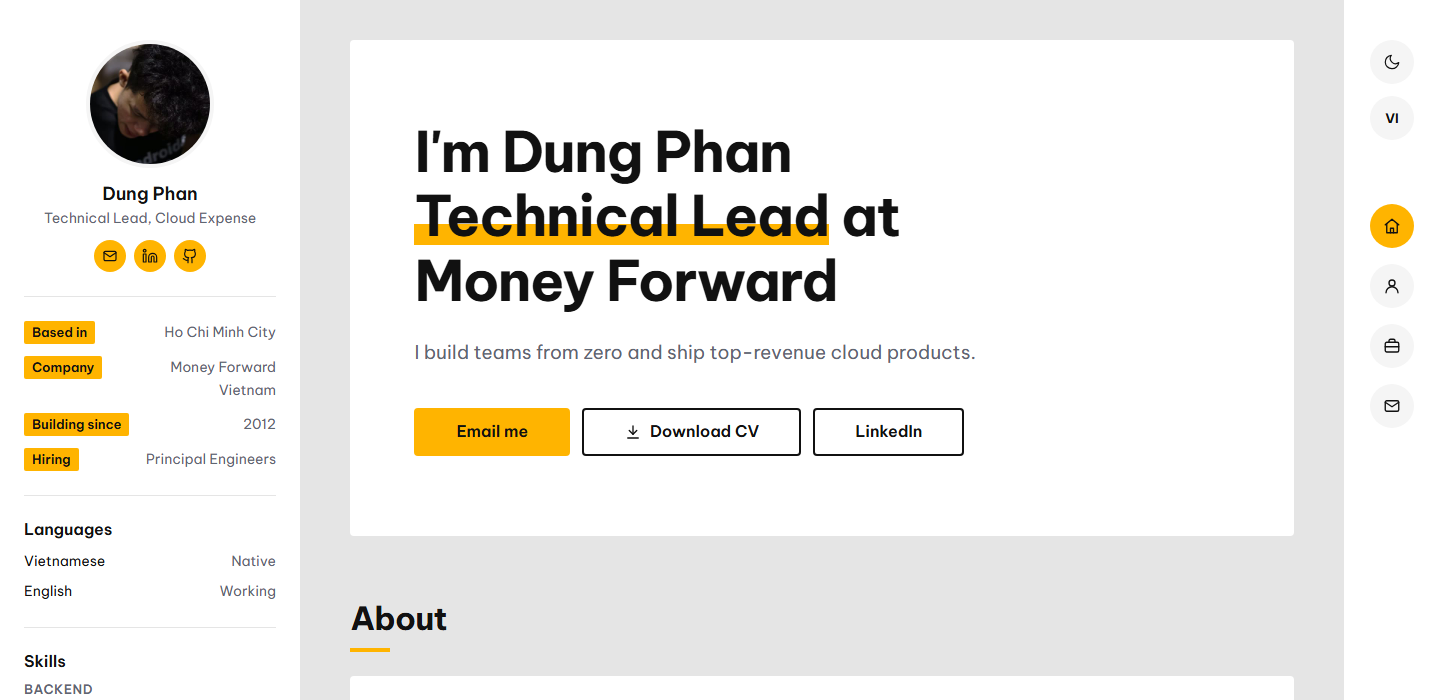 Dung Phan
Technical Lead, Cloud Expense
Based in Ho Chi Minh City
Company Money Forward
Vietnam
Building since 2012
Hiring Principal Engineers
Languages
Vietnamese Native
English Working
Skills
BACKEND
I'm Dung Phan
Technical Lead at
Money Forward
I build teams from zero and ship top-revenue cloud products.
Email me
Download CV
LinkedIn
About
VI